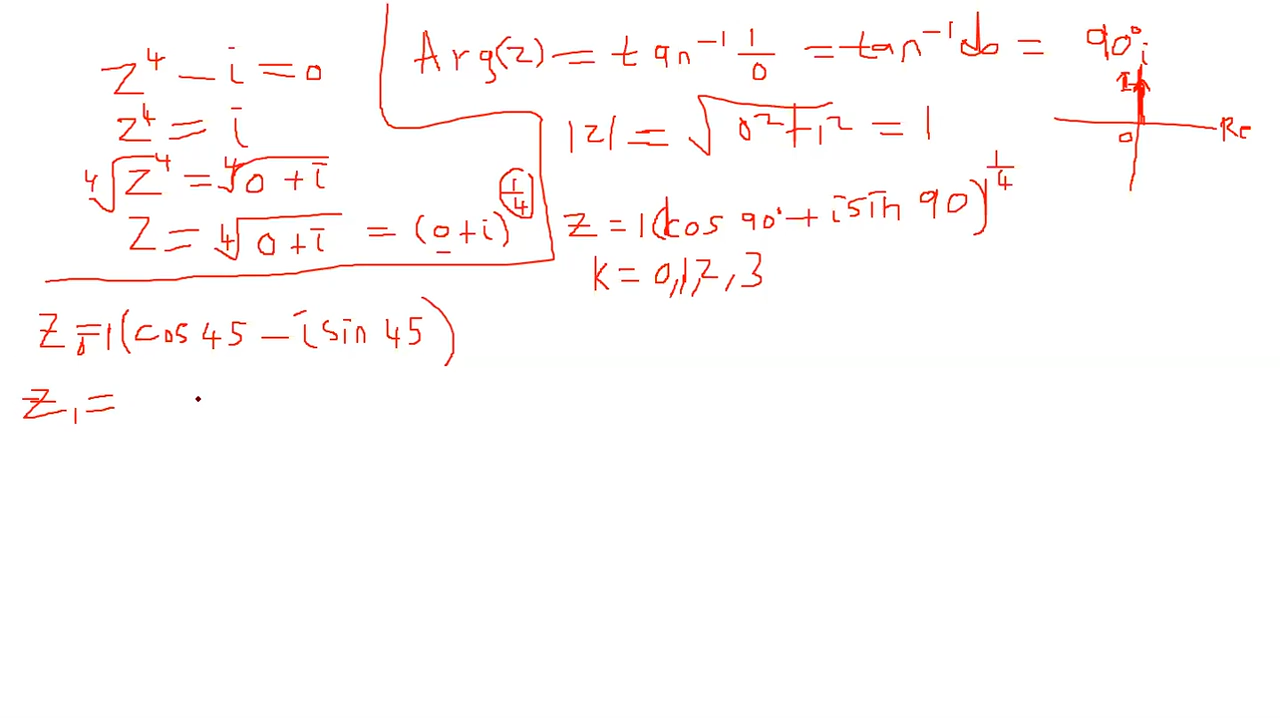 z⁴ − i = 0
z⁴ = i
⁴√z⁴ = ⁴√0 + i
z = ⁴√0 + i = (0 + i)^1/4
Arg(z) = tan⁻¹ 1/0 = tan⁻¹ ∞ = 90°
|z| = √0² + 1² = 1
z = 1(cos 90° + i sin 90)^1/4
k = 0, 1, 2, 3
i
1
0
Re
z₀ = 1(cos 45 − i sin 45)
z₁ =